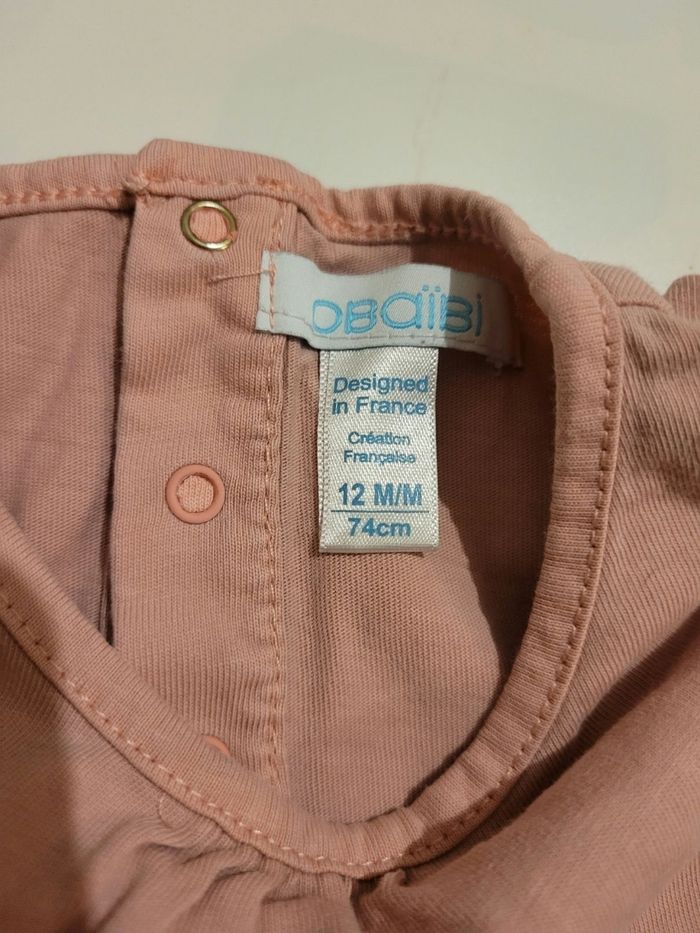 OBAÏBI
Designed
in France
Création
Française
12 M/M
74cm